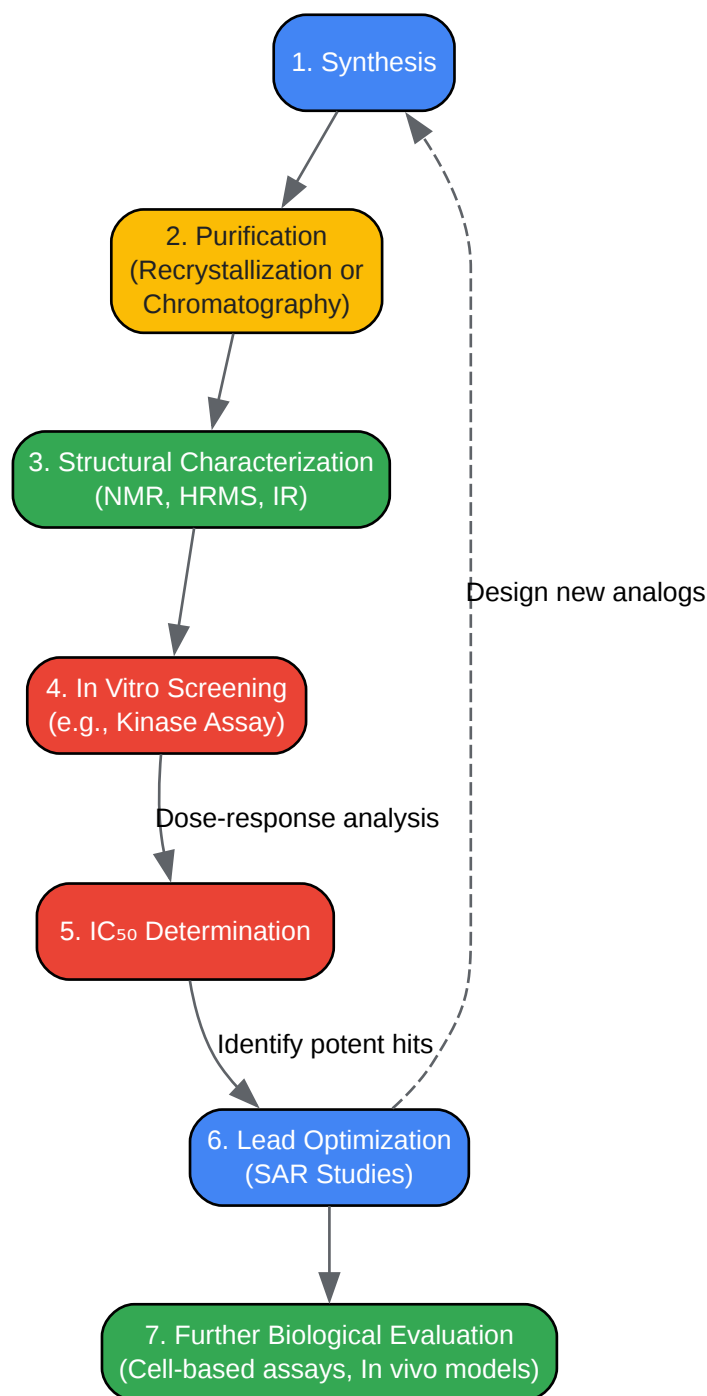 1. Synthesis
2. Purification
(Recrystallization or
Chromatography)
3. Structural Characterization
(NMR, HRMS, IR)
Design new analogs
4. In Vitro Screening
(e.g., Kinase Assay)
Dose-response analysis
5. IC₅₀ Determination
Identify potent hits
6. Lead Optimization
(SAR Studies)
7. Further Biological Evaluation
(Cell-based assays, In vivo models)